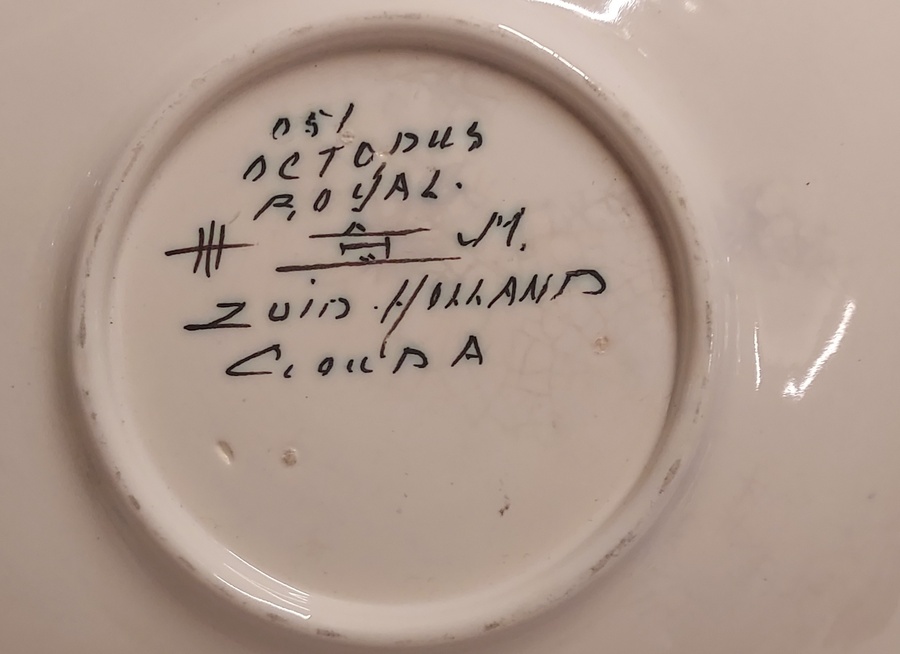 051
OCTOPUS
ROYAL.
M.
ZUID-HOLLAND
GOUDA